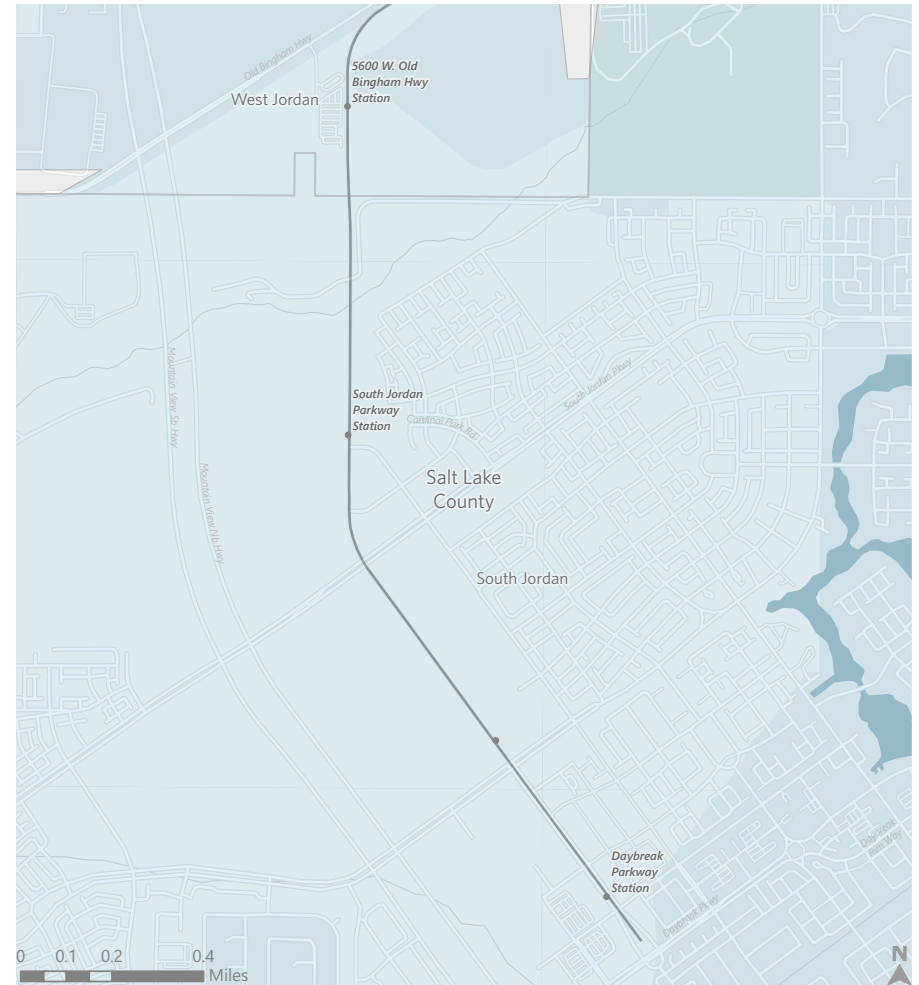 Old Bingham Hwy
5600 W. Old
Bingham Hwy
Station
West Jordan
Mountain View Sb Hwy
South Jordan Pkwy
South Jordan
Parkway
Station
Cardinal Park Rd
Mountain View Nb Hwy
Salt Lake
County
South Jordan
Daybreak
Rim Way
Daybreak
Parkway
Station
Daybreak Pkwy
0 0.1 0.2 0.4
Miles
N